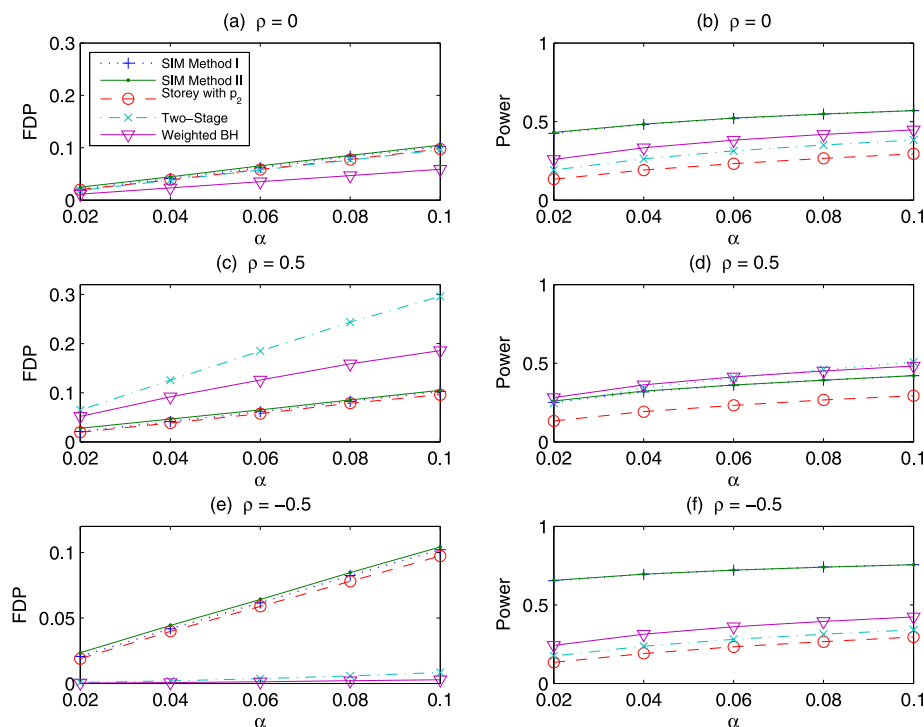 (a) ρ = 0
FDP
0.3
0.2
0.1
0
SIM Method I
SIM Method II
Storey with p2
Two−Stage
Weighted BH
0.02 0.04 0.06 0.08 0.1
α
(b) ρ = 0
Power
1
0.5
0
0.02 0.04 0.06 0.08 0.1
α
(c) ρ = 0.5
FDP
0.3
0.2
0.1
0
0.02 0.04 0.06 0.08 0.1
α
(d) ρ = 0.5
Power
1
0.5
0
0.02 0.04 0.06 0.08 0.1
α
(e) ρ = −0.5
FDP
0.1
0.05
0
0.02 0.04 0.06 0.08 0.1
α
(f) ρ = −0.5
Power
1
0.5
0
0.02 0.04 0.06 0.08 0.1
α